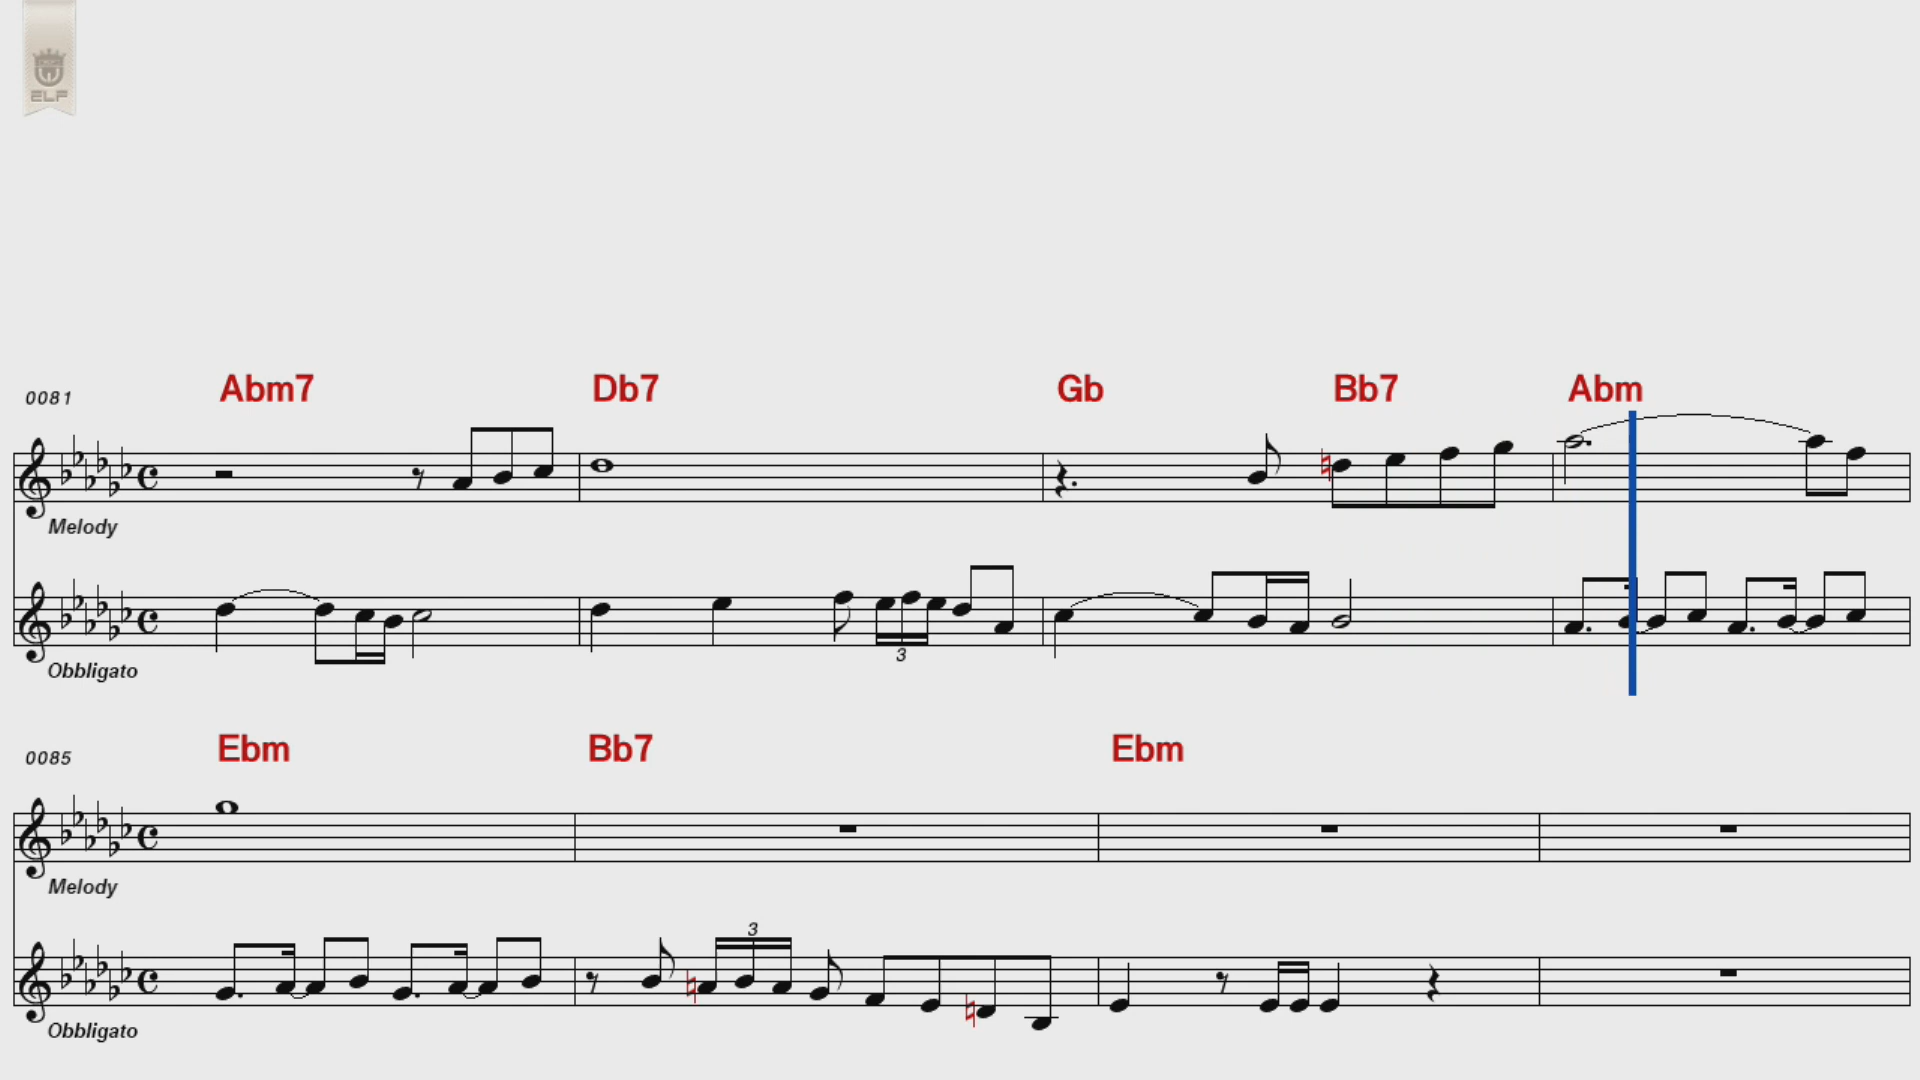 ELF
Abm7 Db7 Gb Bb7 Abm
0081
Melody
3
Obbligato
Ebm Bb7 Ebm
0085
Melody
3
Obbligato